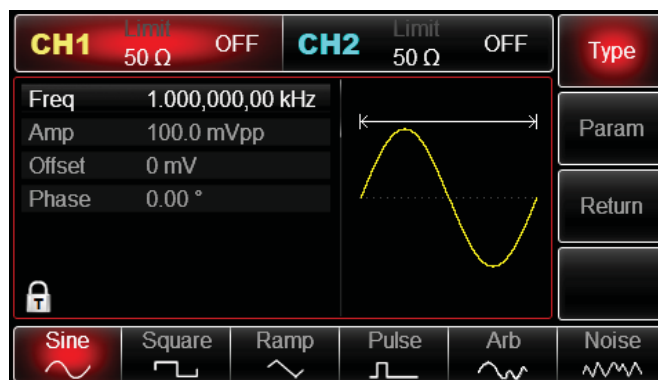 CH1 Limit 50 Ω OFF CH2 Limit 50 Ω OFF
Type
Freq 1.000,000,00 kHz
Amp 100.0 mVpp
Offset 0 mV
Phase 0.00 °
T
Param
Return
Sine Square Ramp Pulse Arb Noise